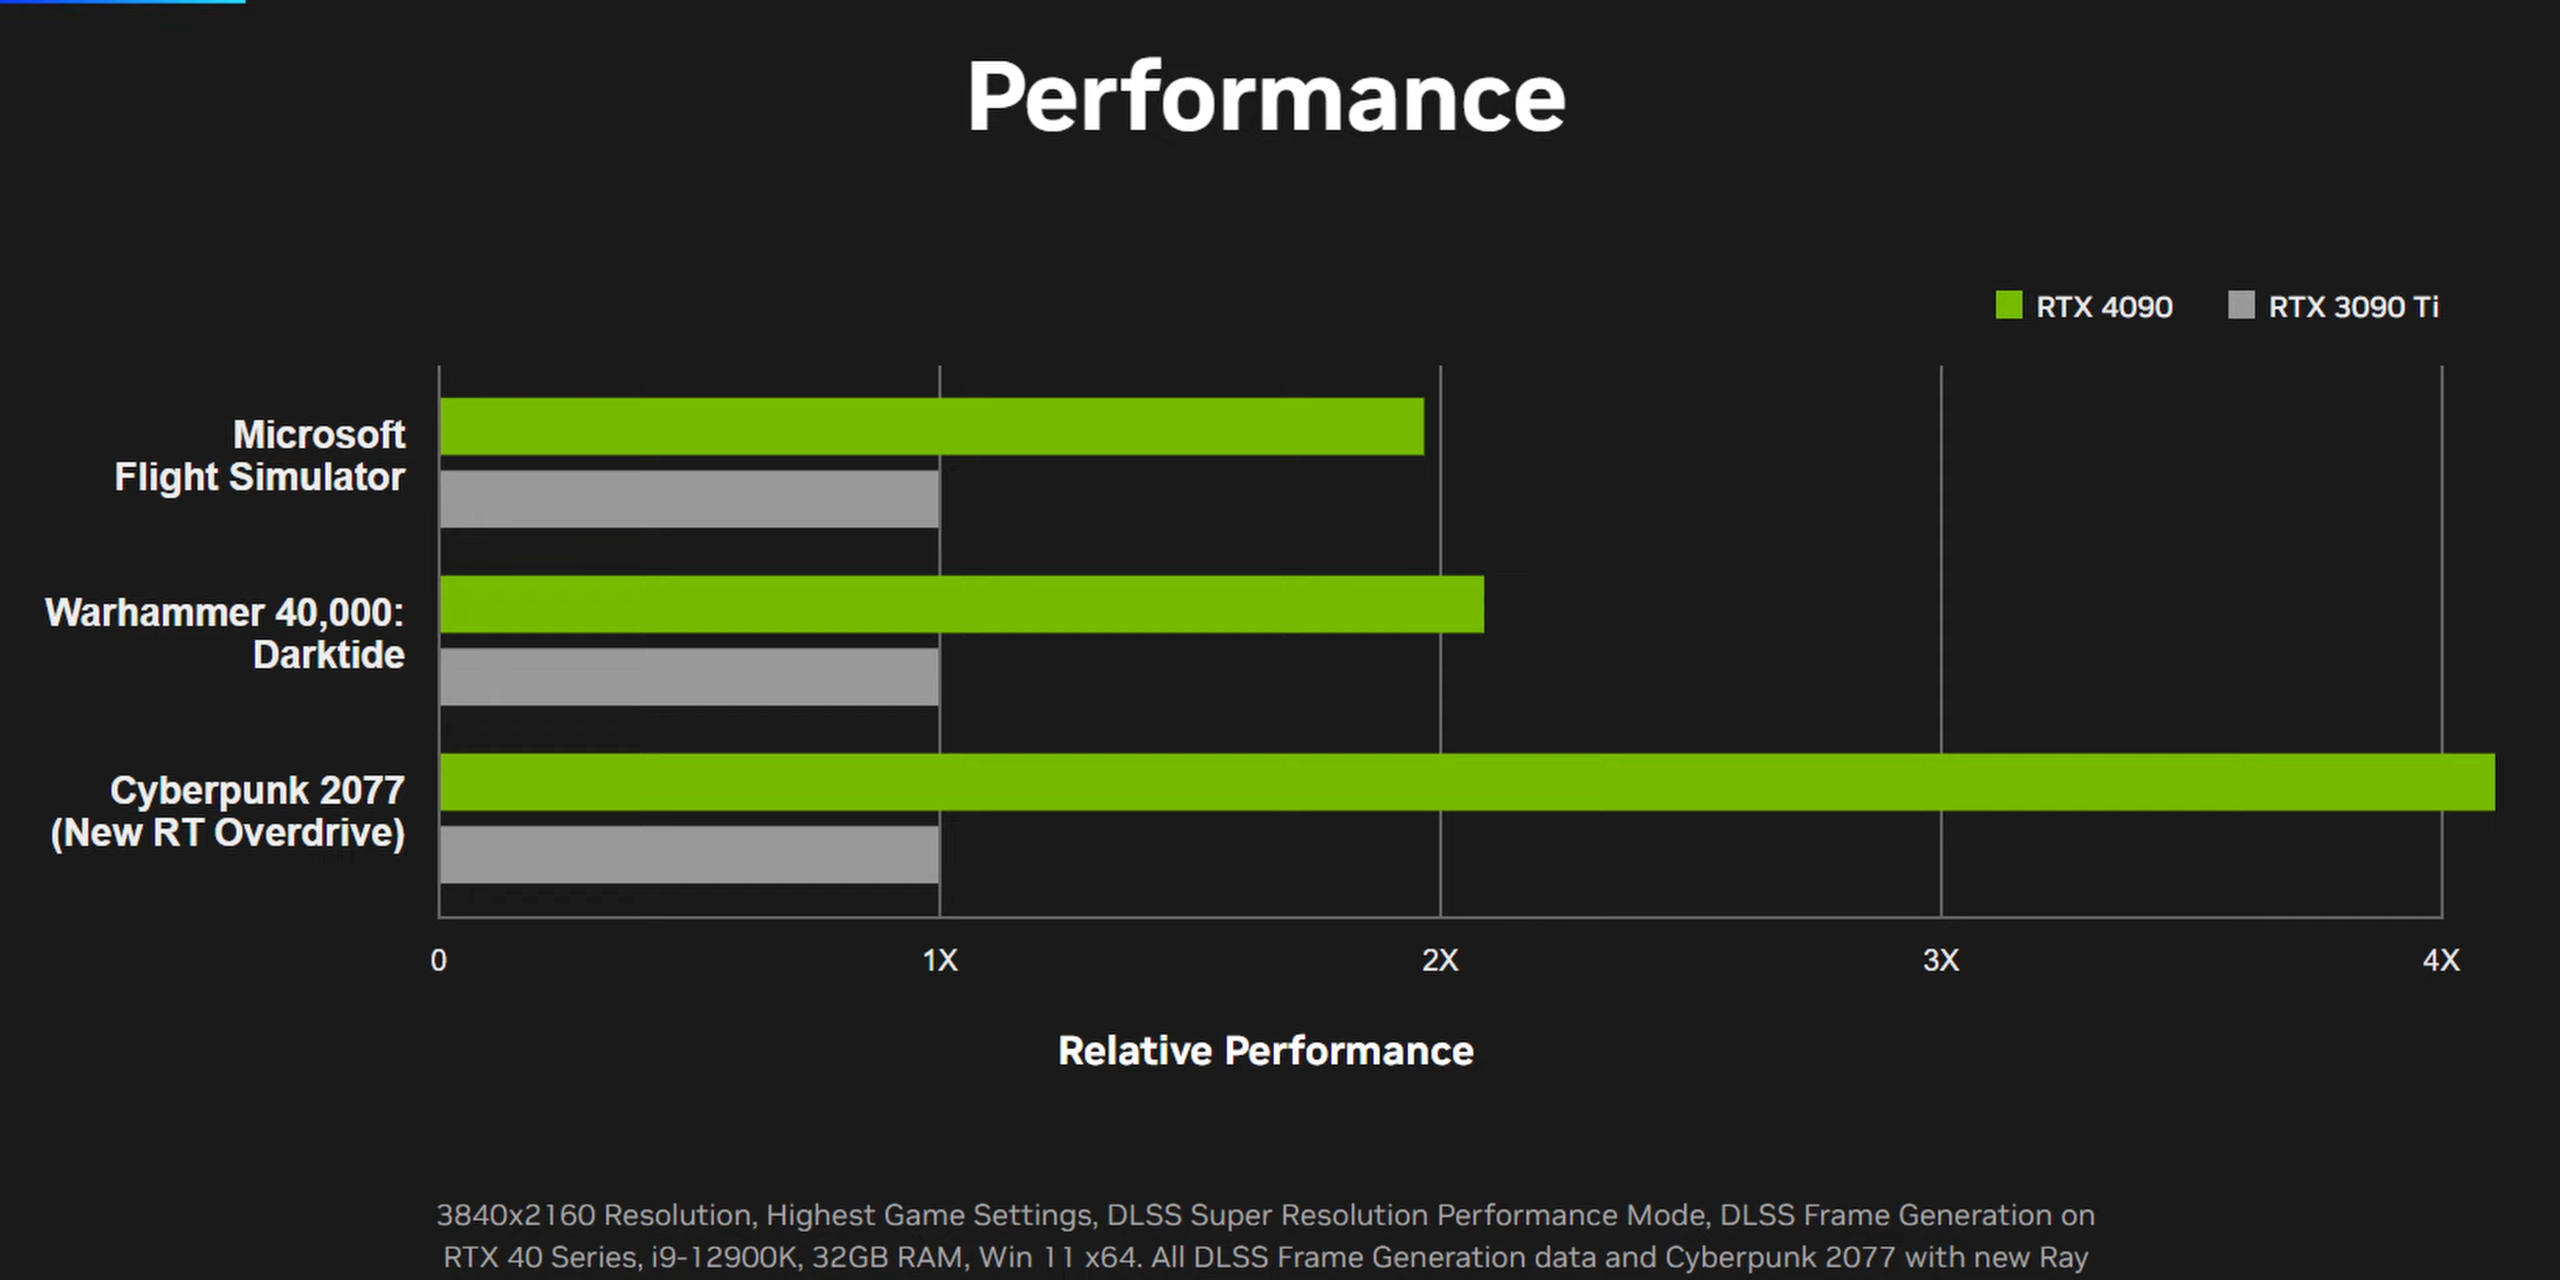 Performance
RTX 4090
RTX 3090 Ti
Microsoft
Flight Simulator
Warhammer 40,000:
Darktide
Cyberpunk 2077
(New RT Overdrive)
0 1X 2X 3X 4X
Relative Performance
3840x2160 Resolution, Highest Game Settings, DLSS Super Resolution Performance Mode, DLSS Frame Generation on
RTX 40 Series, i9-12900K, 32GB RAM, Win 11 x64. All DLSS Frame Generation data and Cyberpunk 2077 with new Ray